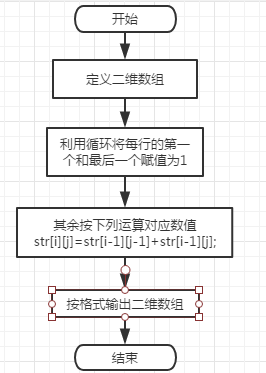 开始
定义二维数组
利用循环将每行的第一
个和最后一个赋值为1
其余按下列运算对应数值
str[i][j]=str[i-1][j-1]+str[i-1][j];
按格式输出二维数组
结束